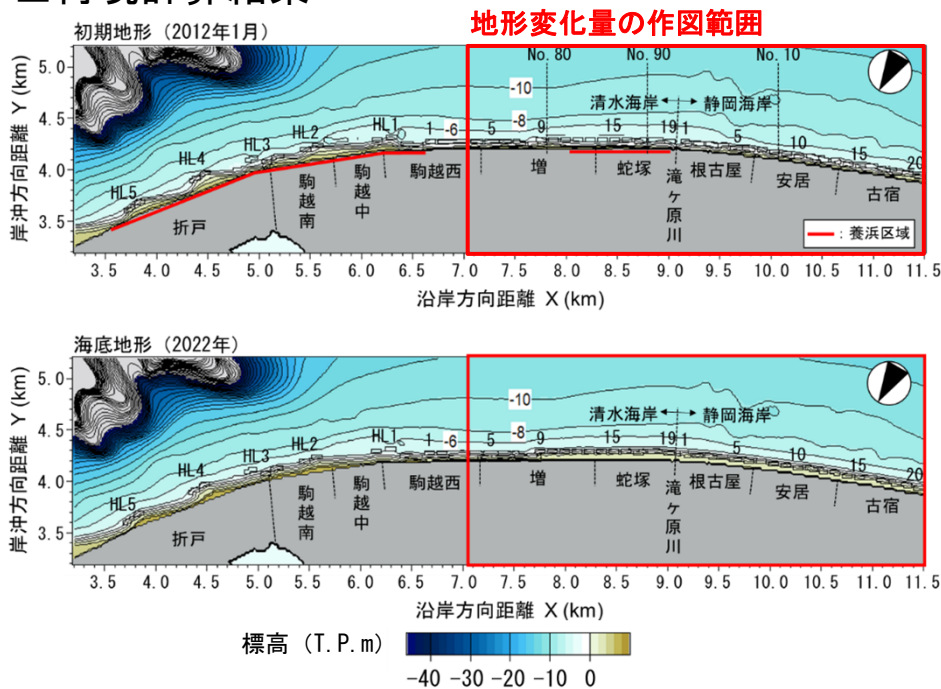 地形変化量の作図範囲
初期地形（2012年1月）
No. 80 No. 90 No. 10
5.0
4.5
4.0
3.5
岸沖方向距離 Y (km)
-10
清水海岸 静岡海岸
-8
HL5 HL4 HL3 HL2 HL1 1 -6 5 9 15 19 1 5 10 15 20
折戸 駒越南 駒越中 駒越西 増 蛇塚 滝ヶ原川 根古屋 安居 古宿
：養浜区域
3.5 4.0 4.5 5.0 5.5 6.0 6.5 7.0 7.5 8.0 8.5 9.0 9.5 10.0 10.5 11.0 11.5
沿岸方向距離 X (km)
海底地形（2022年）
5.0
4.5
4.0
3.5
岸沖方向距離 Y (km)
-10
清水海岸 静岡海岸
-8
HL5 HL4 HL3 HL2 HL1 1 -6 5 9 15 19 1 5 10 15 20
折戸 駒越南 駒越中 駒越西 増 蛇塚 滝ヶ原川 根古屋 安居 古宿
3.5 4.0 4.5 5.0 5.5 6.0 6.5 7.0 7.5 8.0 8.5 9.0 9.5 10.0 10.5 11.0 11.5
沿岸方向距離 X (km)
標高（T.P.m）
-40 -30 -20 -10 0